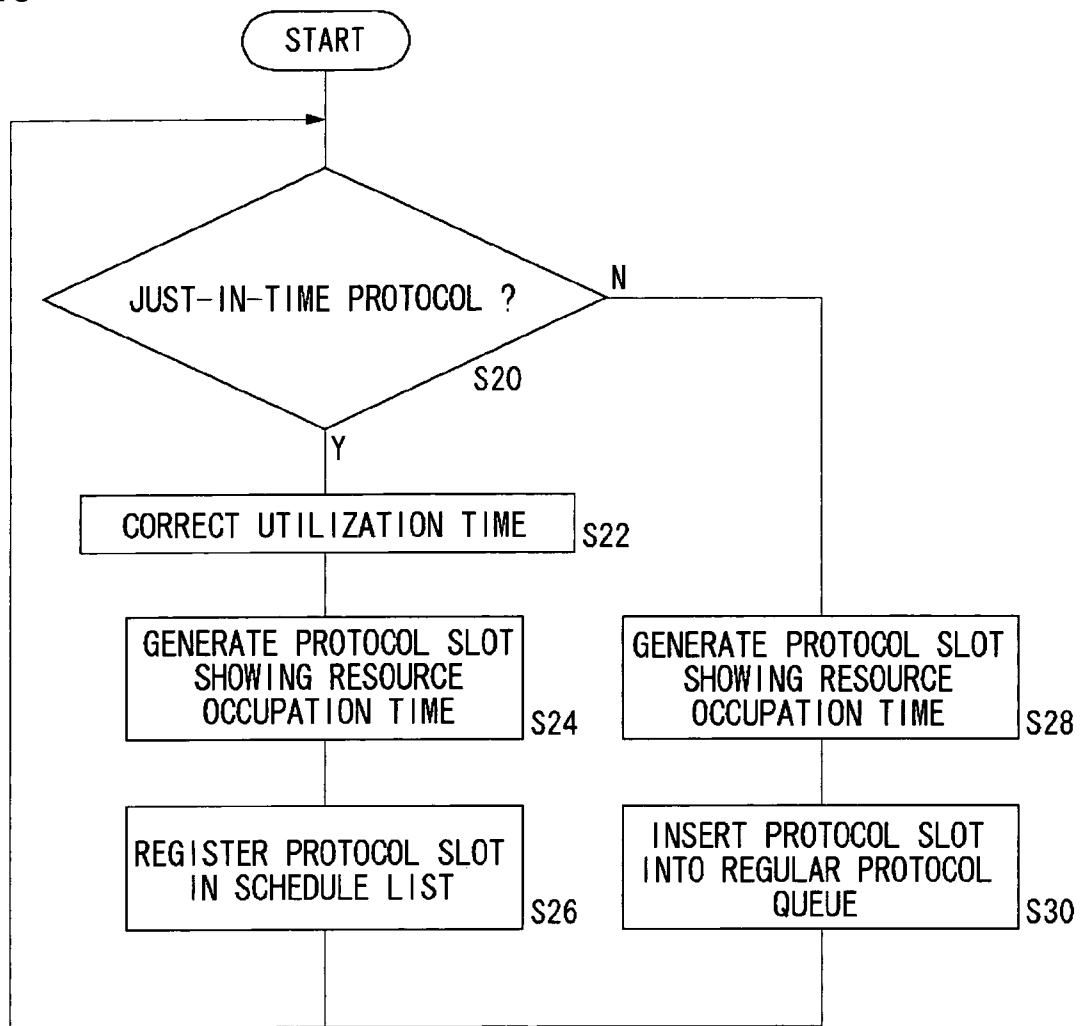 START
JUST-IN-TIME PROTOCOL ?
N
S20
Y
CORRECT UTILIZATION TIME
S22
GENERATE PROTOCOL SLOT
SHOWING RESOURCE
OCCUPATION TIME
S24
GENERATE PROTOCOL SLOT
SHOWING RESOURCE
OCCUPATION TIME
S28
REGISTER PROTOCOL SLOT
IN SCHEDULE LIST
S26
INSERT PROTOCOL SLOT
INTO REGULAR PROTOCOL
QUEUE
S30